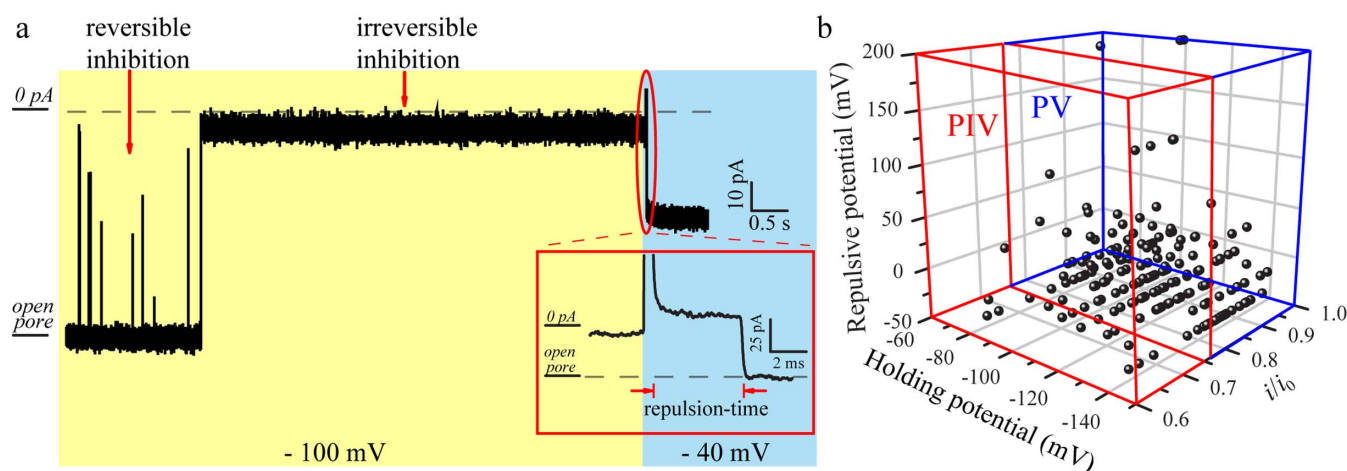 a
reversible
inhibition
irreversible
inhibition
0 pA
open
pore
10 pA
0.5 s
0 pA
open
pore
25 pA
2 ms
repulsion-time
- 100 mV
- 40 mV
b
Repulsive potential (mV)
200
150
100
50
0
-50
PIV
PV
-60
-80
-100
-120
-140
Holding potential (mV)
0.6
0.7
0.8
0.9
1.0
i/i0